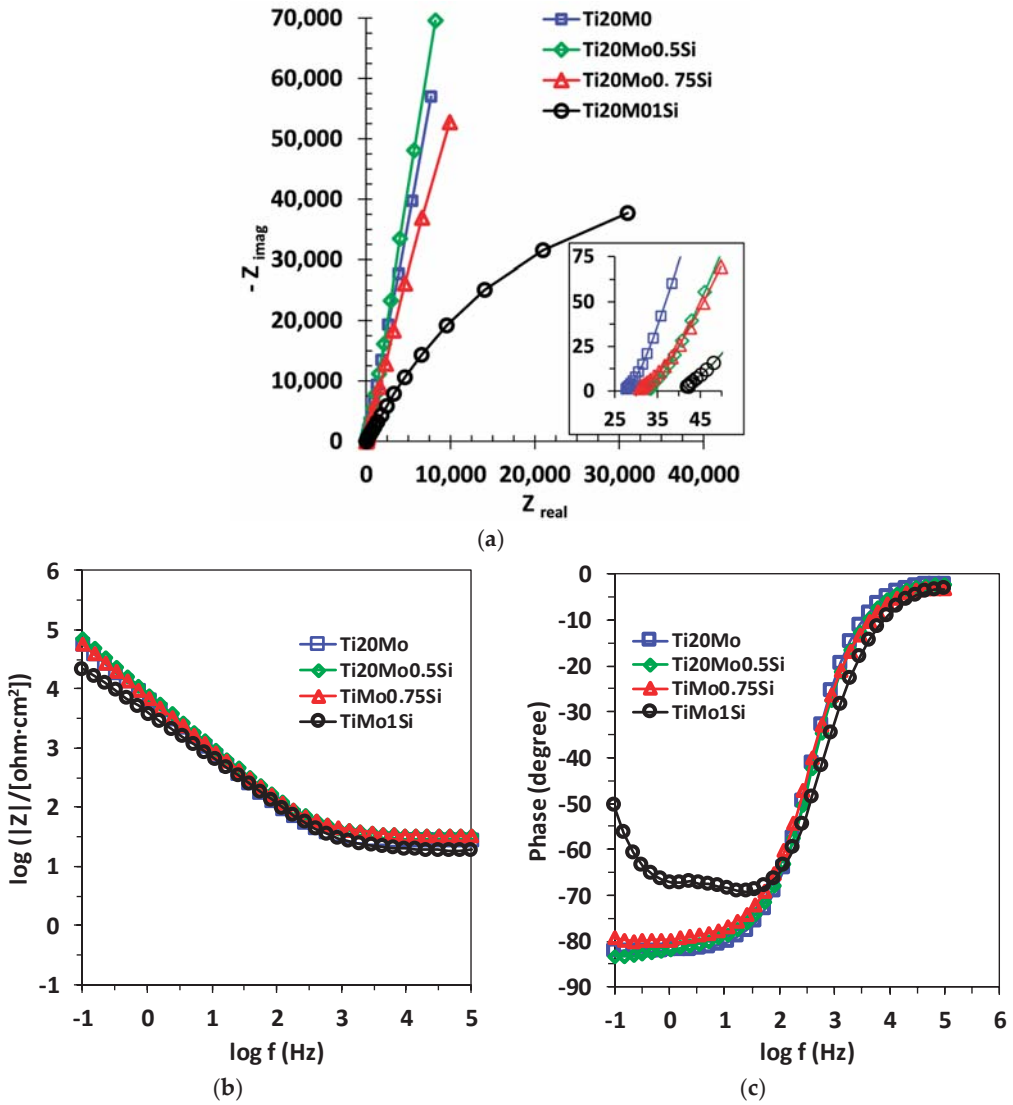 70,000
60,000
50,000
40,000
30,000
20,000
10,000
0
- Z imag
Ti20M0
Ti20Mo0.5Si
Ti20Mo0. 75Si
Ti20M01Si
75
50
25
0
25 35 45
0 10,000 20,000 30,000 40,000
Z real
(a)
6
5
4
3
2
1
0
-1
log (|Z|/[ohm·cm²])
Ti20Mo
Ti20Mo0.5Si
TiMo0.75Si
TiMo1Si
-1 0 1 2 3 4 5
log f (Hz)
(b)
0
-10
-20
-30
-40
-50
-60
-70
-80
-90
Phase (degree)
Ti20Mo
Ti20Mo0.5Si
TiMo0.75Si
TiMo1Si
-1 0 1 2 3 4 5 6
log f (Hz)
(c)